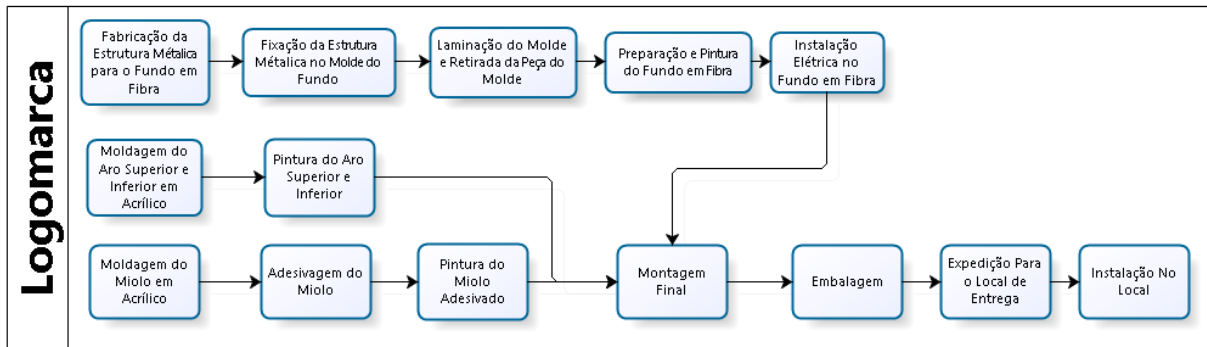 Logomarca
Fabricação da
Estrutura Métalica
para o Fundo em
Fibra
Fixação da Estrutura
Métalica no Molde do
Fundo
Laminação do Molde
e Retirada da Peça do
Molde
Preparação e Pintura
do Fundo em Fibra
Instalação
Elétrica no
Fundo em Fibra
Moldagem do
Aro Superior e
Inferior em
Acrílico
Pintura do Aro
Superior e
Inferior
Moldagem do
Miolo em
Acrílico
Adesivagem do
Miolo
Pintura do
Miolo
Adesivado
Montagem
Final
Embalagem
Expedição Para
o Local de
Entrega
Instalação No
Local